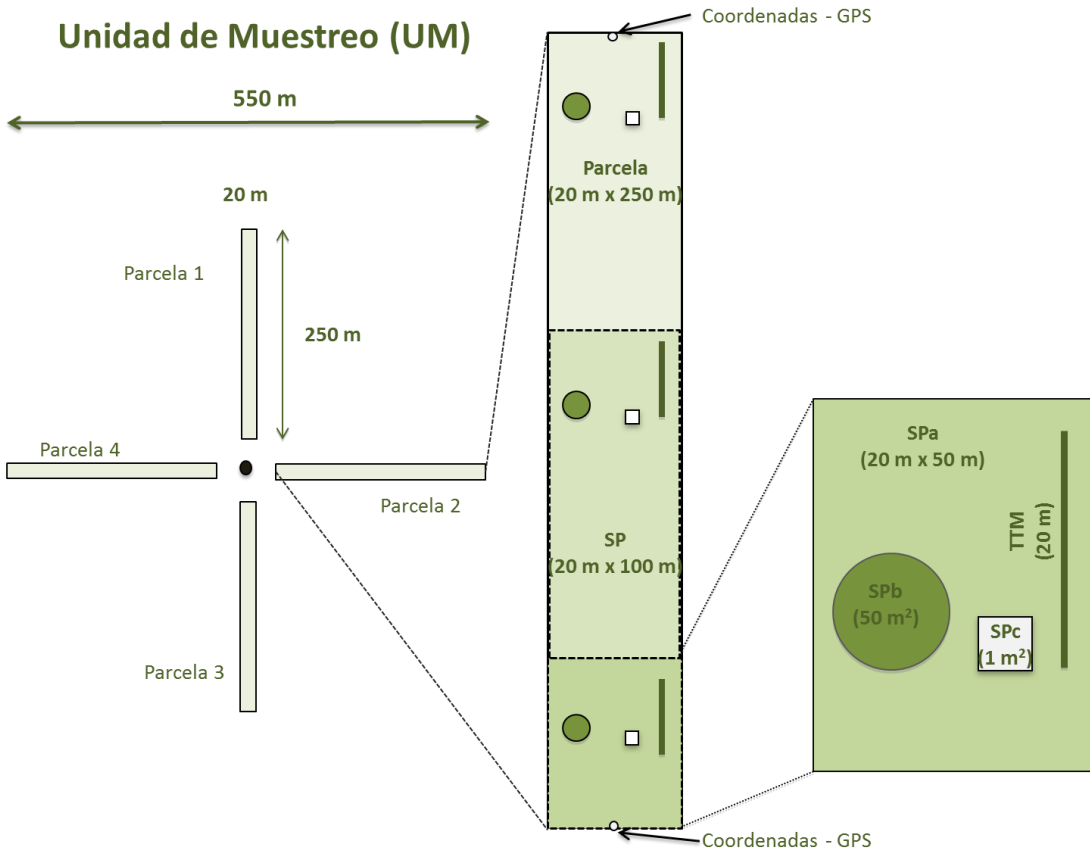 Unidad de Muestreo (UM)
550 m
20 m
Parcela 1
250 m
Parcela 4
Parcela 2
Parcela 3
Coordenadas - GPS
Parcela
(20 m x 250 m)
SP
(20 m x 100 m)
Coordenadas - GPS
SPa
(20 m x 50 m)
TTM
(20 m)
SPb
(50 m²)
SPc
(1 m²)